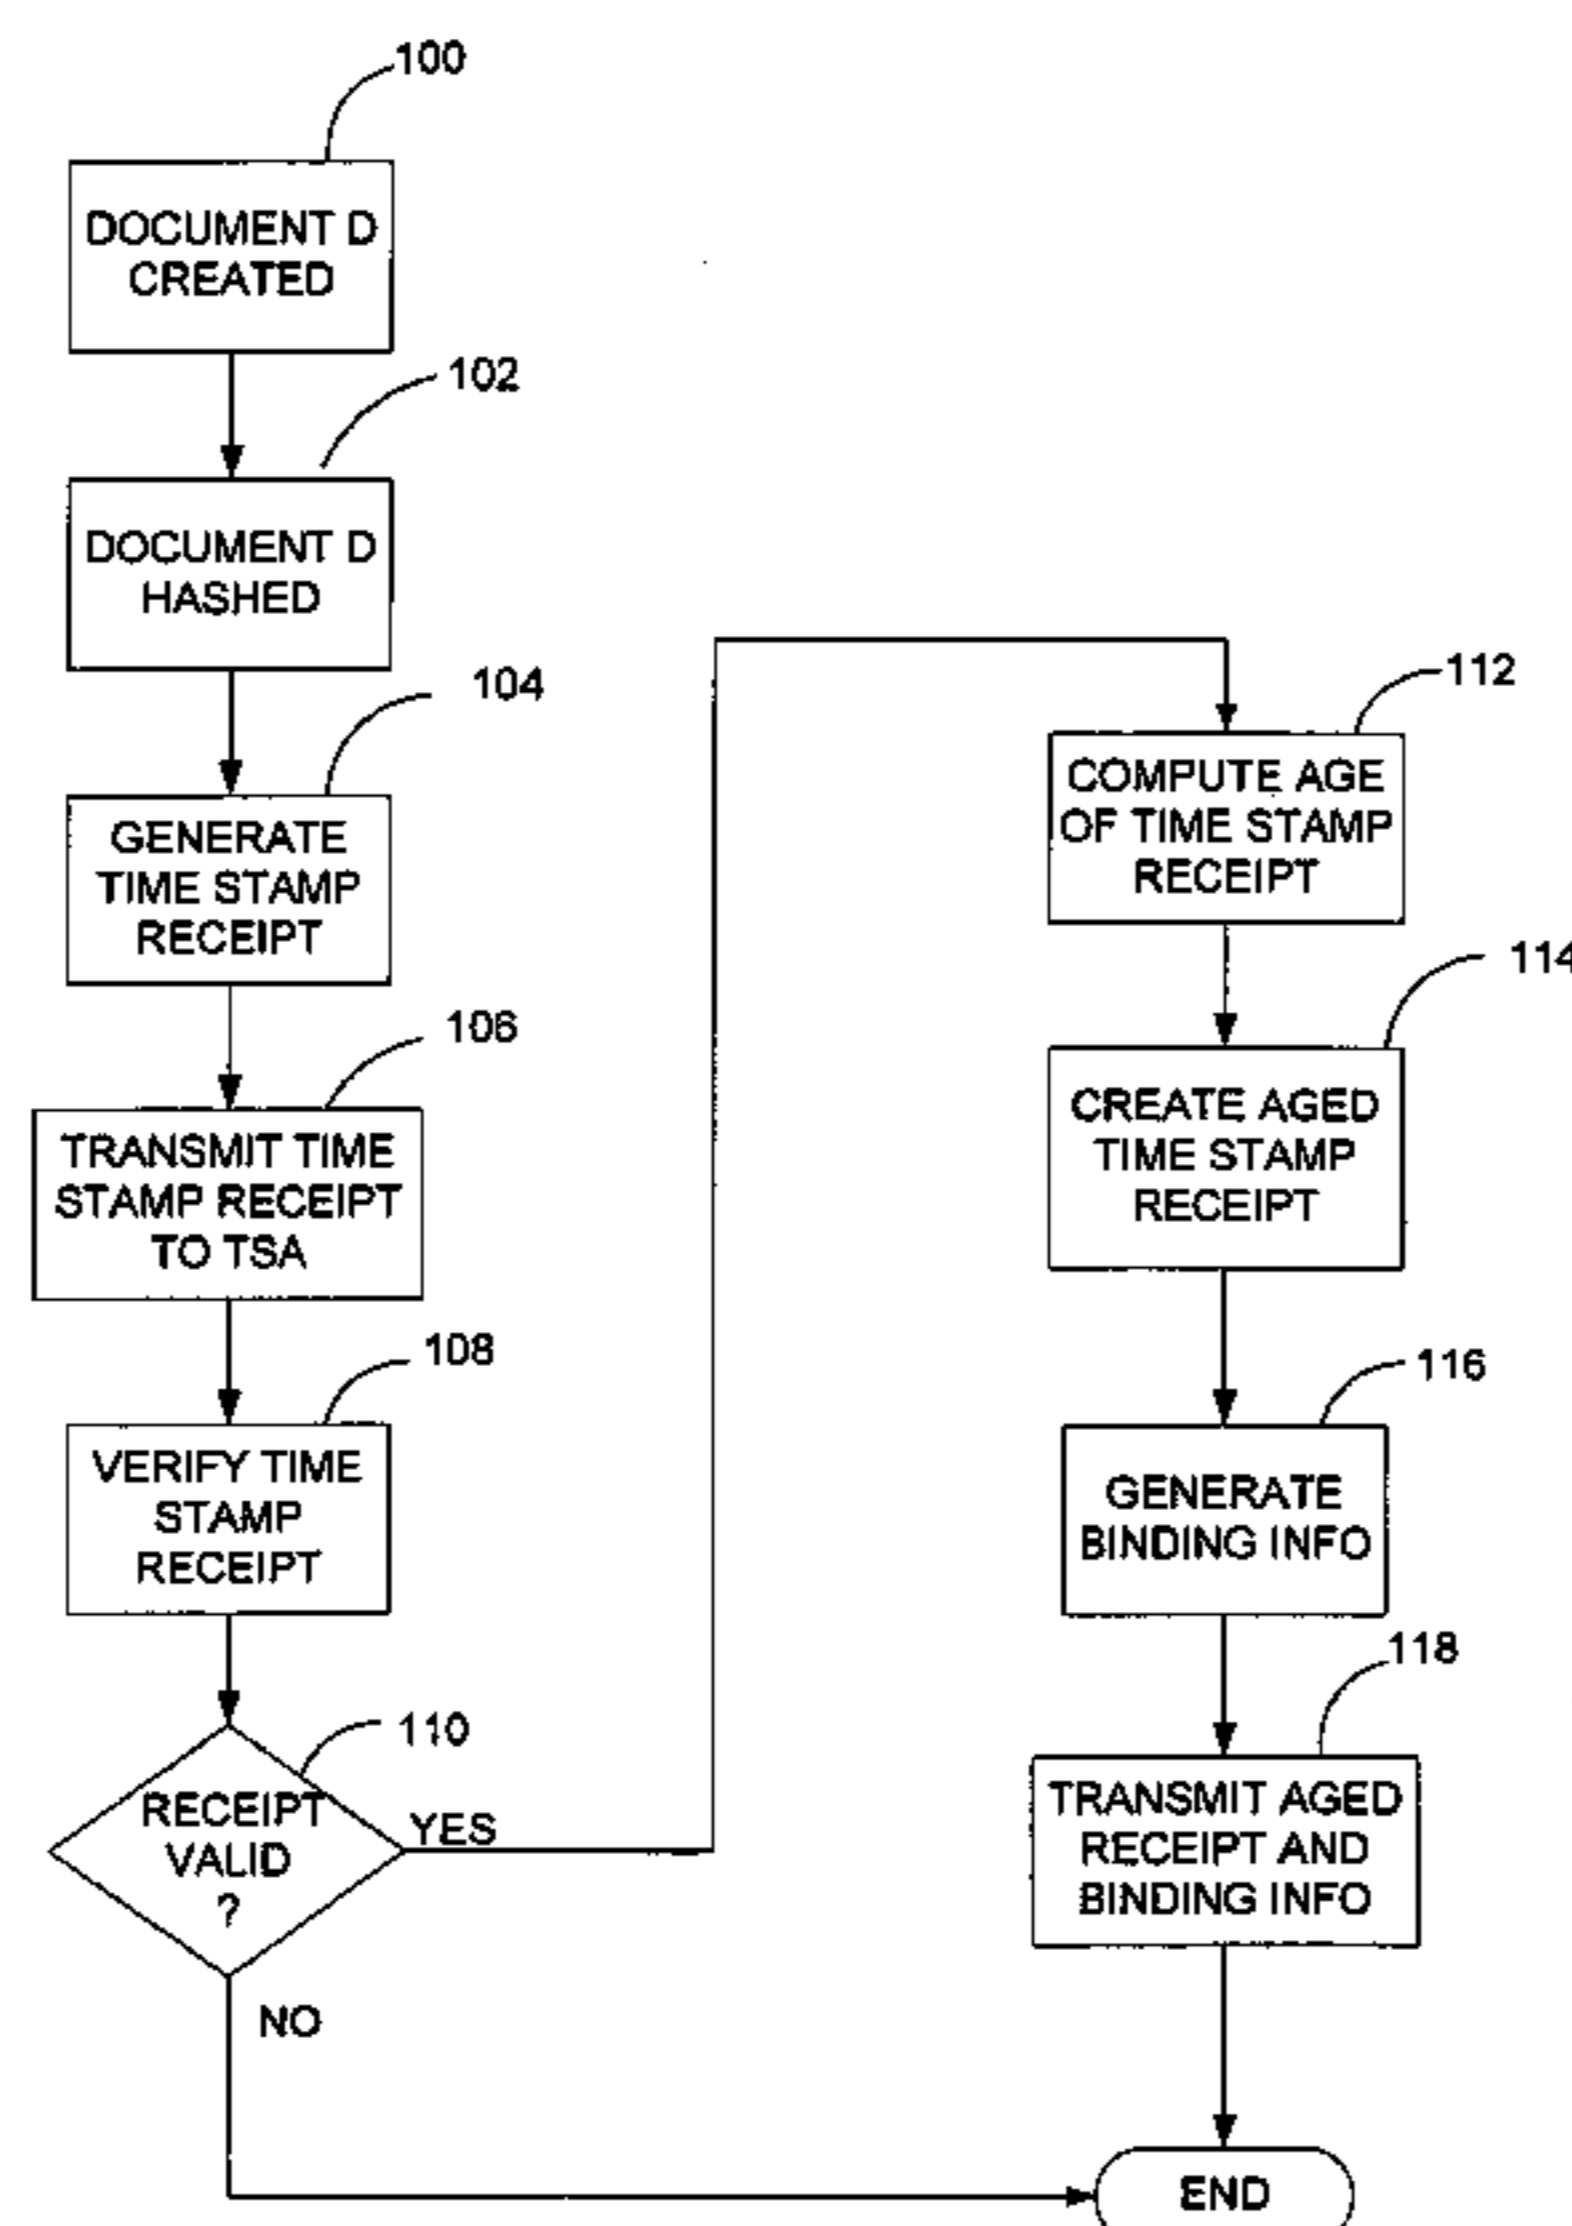 100
DOCUMENT D
CREATED
102
DOCUMENT D
HASHED
104
GENERATE
TIME STAMP
RECEIPT
106
TRANSMIT TIME
STAMP RECEIPT
TO TSA
108
VERIFY TIME
STAMP
RECEIPT
110
RECEIPT
VALID
?
YES
NO
112
COMPUTE AGE
OF TIME STAMP
RECEIPT
114
CREATE AGED
TIME STAMP
RECEIPT
116
GENERATE
BINDING INFO
118
TRANSMIT AGED
RECEIPT AND
BINDING INFO
END